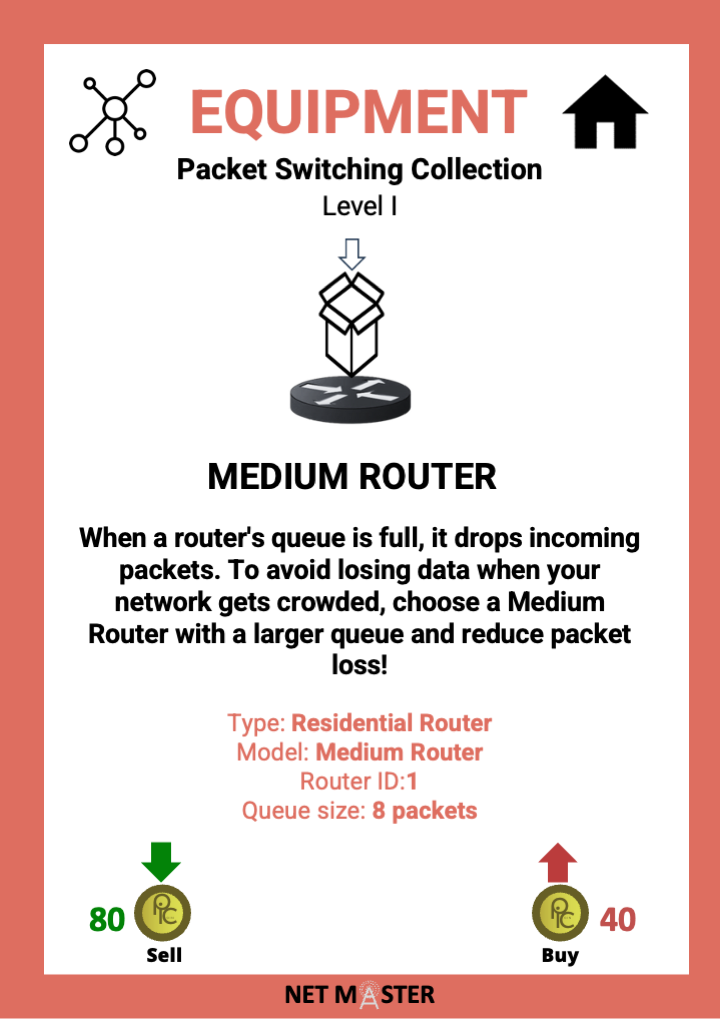 EQUIPMENT
Packet Switching Collection
Level I
MEDIUM ROUTER
When a router's queue is full, it drops incoming
packets. To avoid losing data when your
network gets crowded, choose a Medium
Router with a larger queue and reduce packet
loss!
Type: Residential Router
Model: Medium Router
Router ID:1
Queue size: 8 packets
80
Sell
40
Buy
NET MASTER